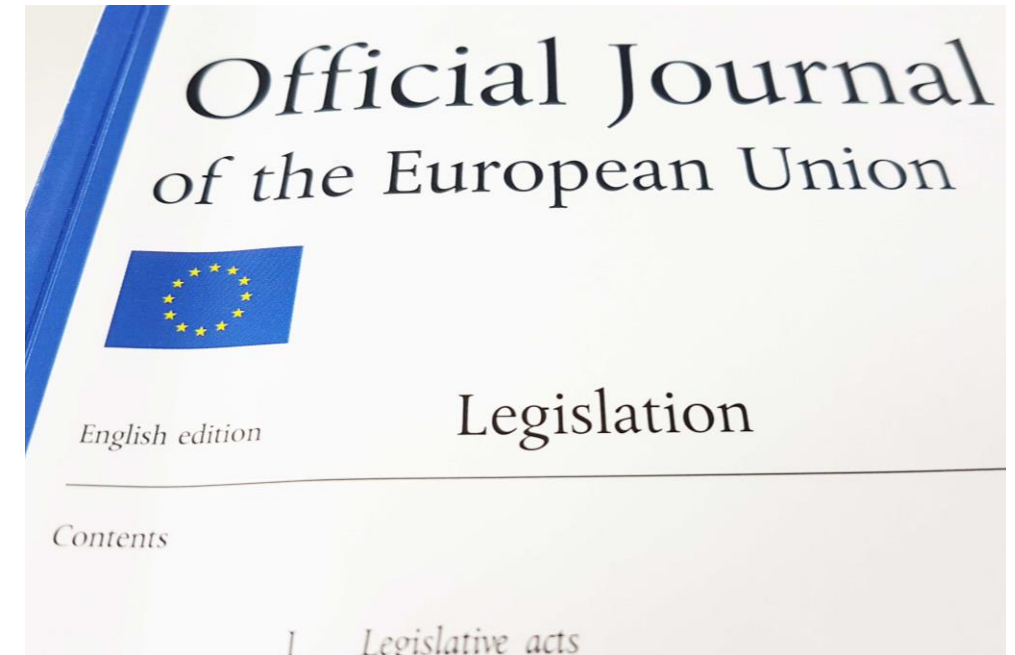 Official Journal
of the European Union
English edition
Legislation
Contents
I Legislative acts